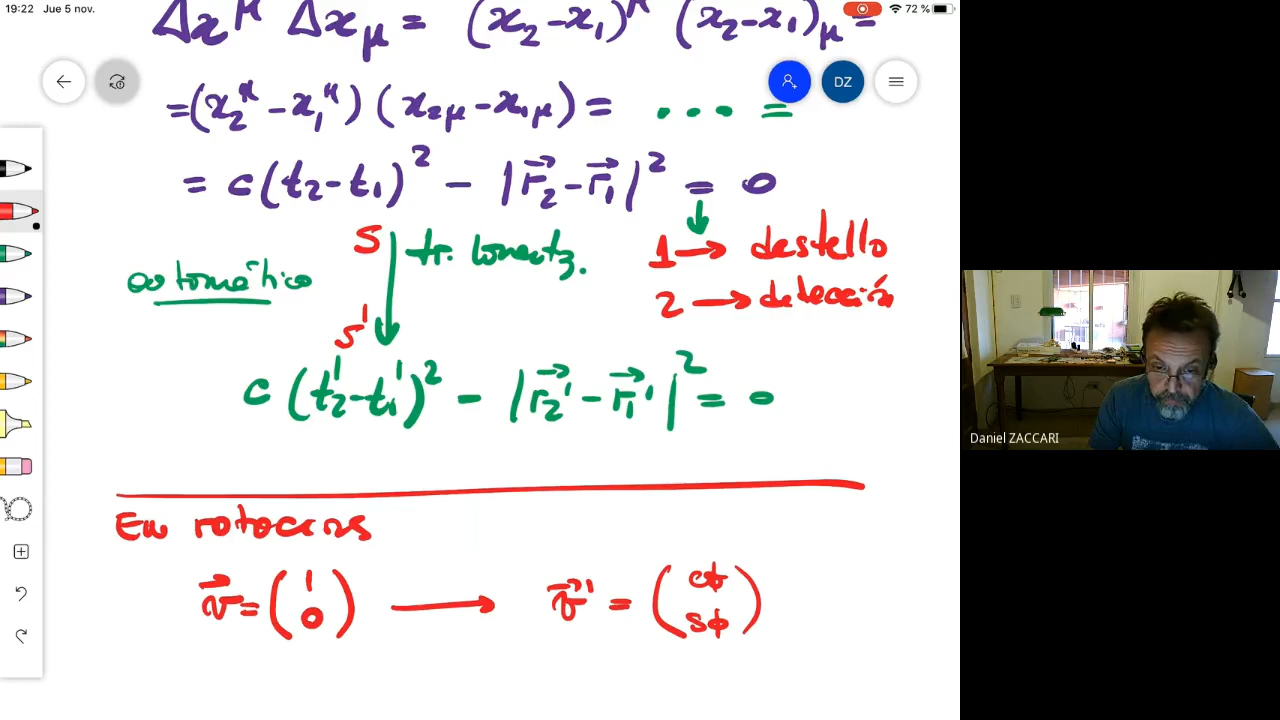 19:22 Jue 5 nov. 72 %
Δx^μ Δx_μ = (x₂-x₁)^μ (x₂-x₁)_μ =
DZ
=(x₂^μ - x₁^μ) (x₂μ - x₁μ) = ... =
= c(t₂-t₁)² - |r⃗₂-r⃗₁|² = 0
S tr. Lorentz.
1 → destello
automático
2 → detección
S'
c(t₂'-t₁')² - |r⃗₂'-r⃗₁'|² = 0
Daniel ZACCARI
En rotaciones
v⃗ = (1 0) → v⃗' = (cϕ sϕ)